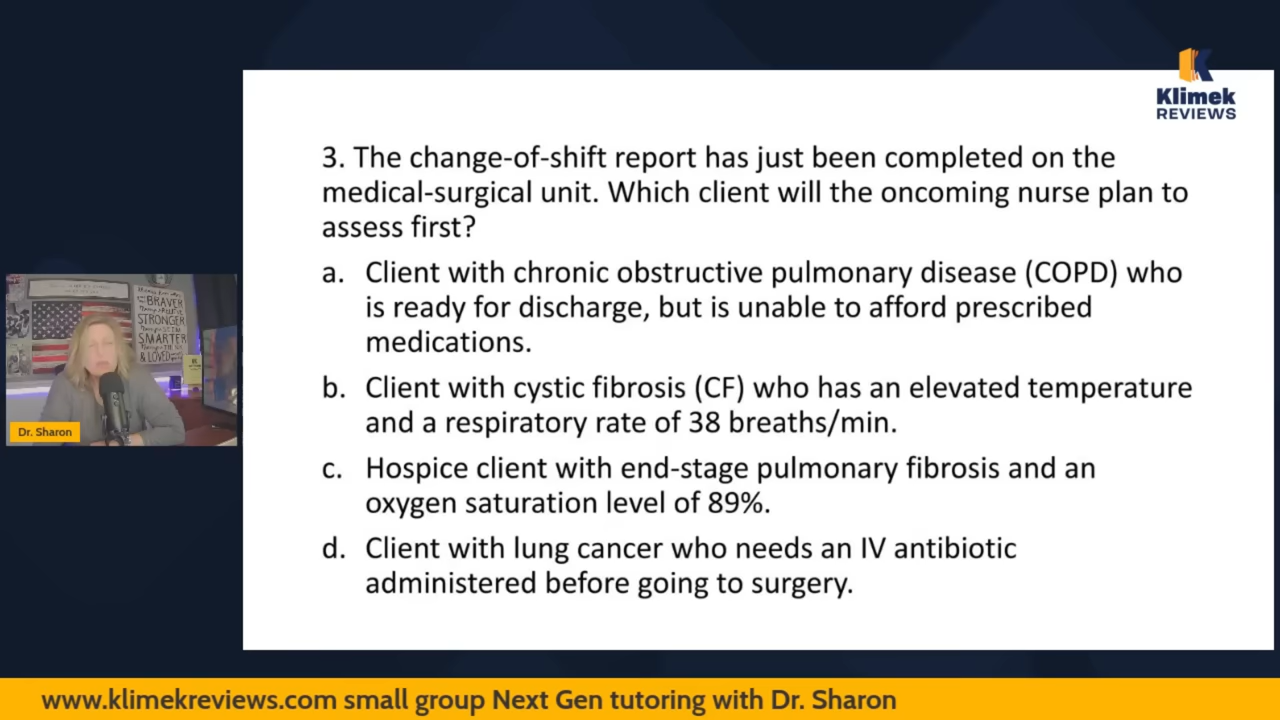 Klimek
REVIEWS
3. The change-of-shift report has just been completed on the
medical-surgical unit. Which client will the oncoming nurse plan to
assess first?
a. Client with chronic obstructive pulmonary disease (COPD) who
is ready for discharge, but is unable to afford prescribed
medications.
b. Client with cystic fibrosis (CF) who has an elevated temperature
and a respiratory rate of 38 breaths/min.
c. Hospice client with end-stage pulmonary fibrosis and an
oxygen saturation level of 89%.
d. Client with lung cancer who needs an IV antibiotic
administered before going to surgery.
BRAVER
STRONGER
SMARTER
& LOVED
Dr. Sharon
www.klimekreviews.com small group Next Gen tutoring with Dr. Sharon